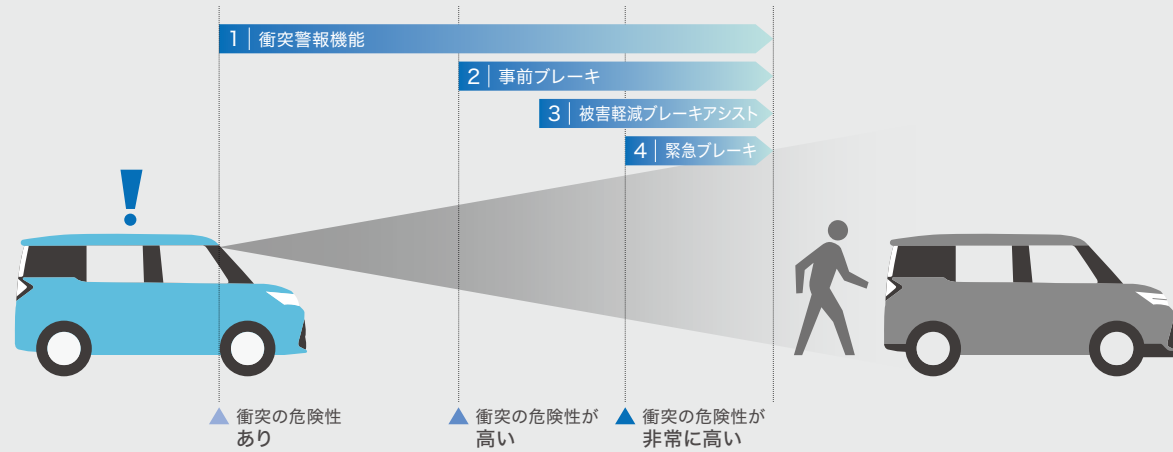 1 衝突警報機能
2 事前ブレーキ
3 被害軽減ブレーキアシスト
4 緊急ブレーキ
衝突の危険性
あり
衝突の危険性が
高い
衝突の危険性が
非常に高い